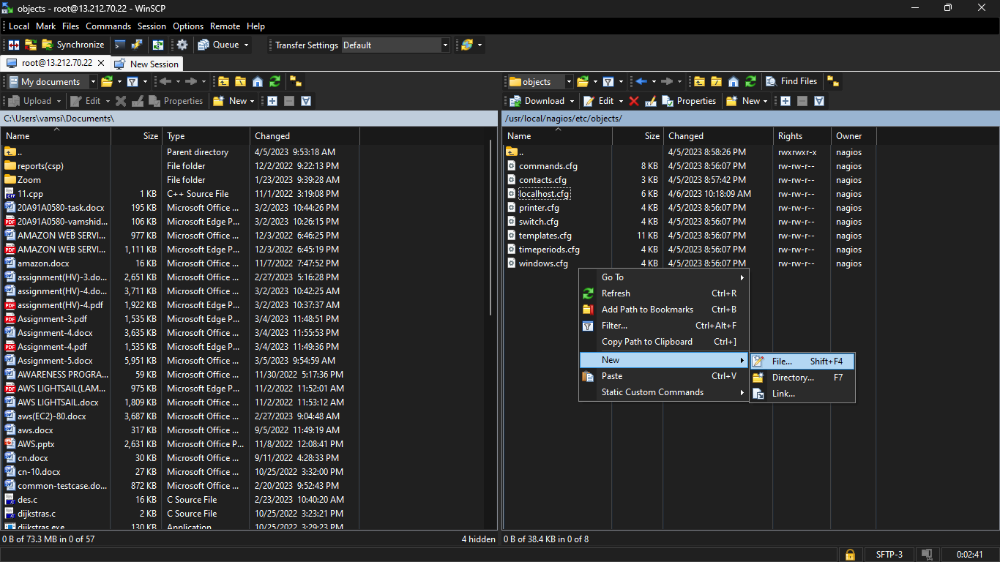 objects - root@13.212.70.22 - WinSCP
Local Mark Files Commands Session Options Remote Help
Synchronize Queue Transfer Settings Default
root@13.212.70.22 New Session
My documents objects Find Files
Upload Edit Properties New Download Edit Properties New
C:\Users\vamsi\Documents\ /usr/local/nagios/etc/objects/
Name Size Type Changed Name Size Changed Rights Owner
.. Parent directory 4/5/2023 9:53:18 AM .. 4/5/2023 8:58:26 PM rwxrwxr-x nagios
reports(csp) File folder 12/2/2022 9:22:13 PM commands.cfg 8 KB 4/5/2023 8:56:07 PM rw-rw-r-- nagios
Zoom File folder 1/23/2023 9:39:28 AM contacts.cfg 3 KB 4/5/2023 8:57:42 PM rw-rw-r-- nagios
11.cpp 1 KB C++ Source File 11/1/2022 3:19:08 PM localhost.cfg 6 KB 4/6/2023 10:18:09 AM rw-rw-r-- nagios
20A91A0580-task.docx 195 KB Microsoft Office ... 3/2/2023 10:44:26 PM printer.cfg 4 KB 4/5/2023 8:56:07 PM rw-rw-r-- nagios
20A91A0580-vamshid... 106 KB Microsoft Edge P... 3/2/2023 10:26:15 PM switch.cfg 4 KB 4/5/2023 8:56:07 PM rw-rw-r-- nagios
AMAZON WEB SERVI... 977 KB Microsoft Office ... 12/3/2022 6:46:25 PM templates.cfg 11 KB 4/5/2023 8:56:07 PM rw-rw-r-- nagios
AMAZON WEB SERVI... 1,111 KB Microsoft Edge P... 12/3/2022 6:45:19 PM timeperiods.cfg 4 KB 4/5/2023 8:56:07 PM rw-rw-r-- nagios
amazon.docx 16 KB Microsoft Office ... 11/7/2022 7:47:52 PM windows.cfg 4 KB 4/5/2023 8:56:07 PM rw-rw-r-- nagios
assignment(HV)-3.do... 2,651 KB Microsoft Office ... 2/27/2023 5:16:28 PM Go To
assignment(HV)-4.do... 3,711 KB Microsoft Office ... 3/2/2023 10:42:25 AM Refresh Ctrl+R
assignment(HV)-4.pdf 1,922 KB Microsoft Edge P... 3/2/2023 10:37:37 AM Add Path to Bookmarks Ctrl+B
Assignment-3.pdf 1,535 KB Microsoft Edge P... 3/4/2023 11:48:51 PM Filter... Ctrl+Alt+F
Assignment-4.docx 3,635 KB Microsoft Office ... 3/4/2023 11:55:53 PM Copy Path to Clipboard Ctrl+]
Assignment-4.pdf 1,535 KB Microsoft Edge P... 3/4/2023 11:49:36 PM
Assignment-5.docx 5,951 KB Microsoft Office ... 3/5/2023 9:54:59 AM New File... Shift+F4
AWARENESS PROGRA... 59 KB Microsoft Office ... 11/30/2022 5:17:36 PM Paste Ctrl+V Directory... F7
AWS LIGHTSAIL(LAM... 975 KB Microsoft Edge P... 11/2/2022 11:52:01 AM Static Custom Commands Link...
AWS LIGHTSAIL.docx 1,809 KB Microsoft Office ... 11/2/2022 11:53:12 AM
aws(EC2)-80.docx 3,687 KB Microsoft Office ... 2/27/2023 9:04:48 AM
aws.docx 317 KB Microsoft Office ... 9/5/2022 11:49:19 AM
AWS.pptx 2,631 KB Microsoft Office P... 11/8/2022 12:08:41 PM
cn.docx 30 KB Microsoft Office ... 9/11/2022 4:28:33 PM
cn-10.docx 27 KB Microsoft Office ... 10/25/2022 3:32:00 PM
common-testcase.do... 872 KB Microsoft Office ... 2/20/2023 9:52:43 PM
des.c 16 KB C Source File 2/23/2023 10:40:20 AM
dijkstras.c 2 KB C Source File 10/25/2022 3:23:21 PM
dijkstras.exe 130 KB Application 10/25/2022 3:29:23 PM
0 B of 73.3 MB in 0 of 57 4 hidden 0 B of 38.4 KB in 0 of 8
SFTP-3 0:02:41